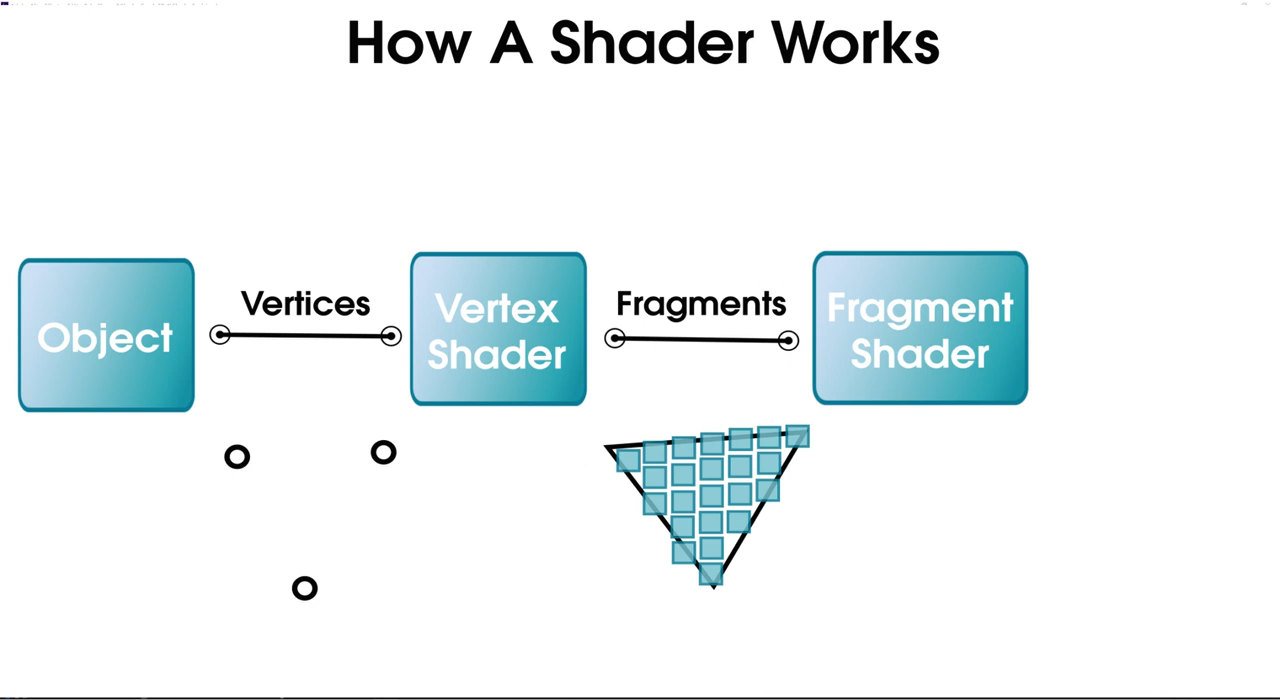 How A Shader Works
Object
Vertices
Vertex
Shader
Fragments
Fragment
Shader